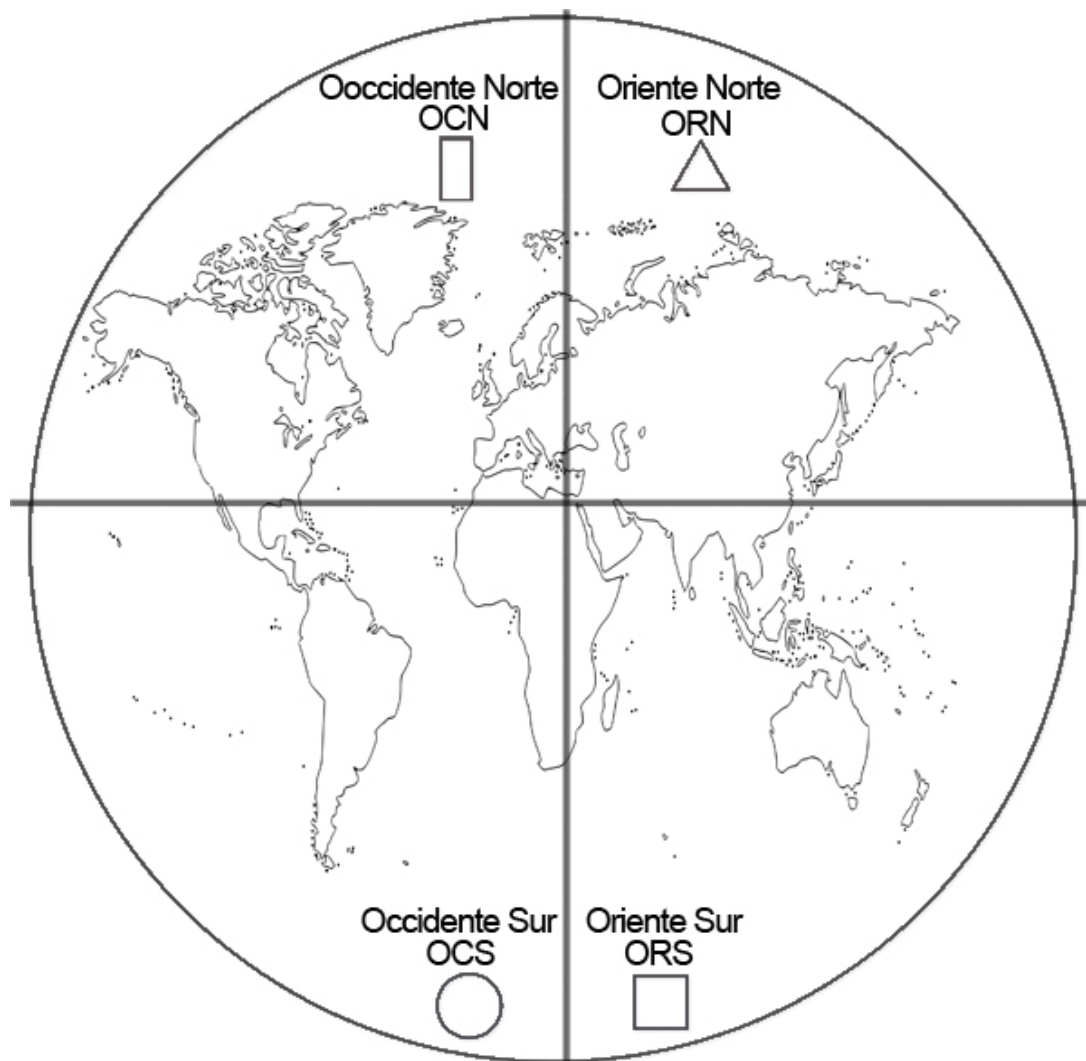 Ooccidente Norte
OCN
Oriente Norte
ORN
Occidente Sur
OCS
Oriente Sur
ORS